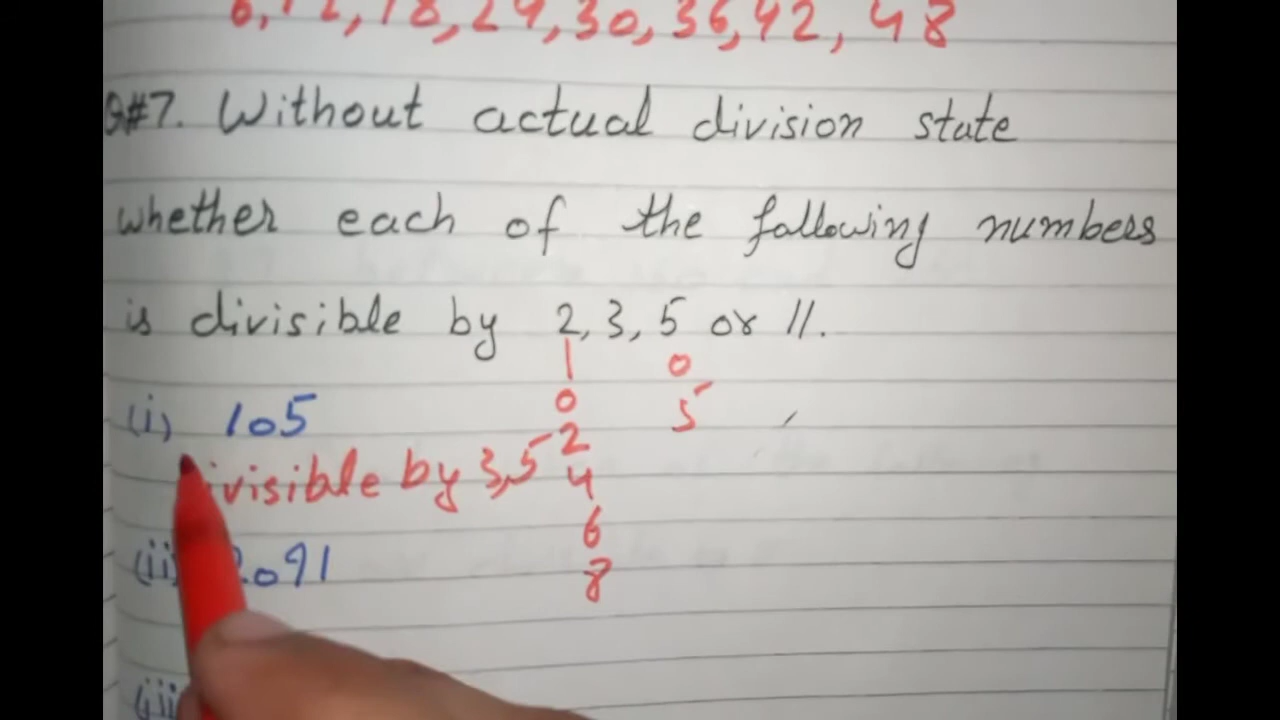 6, 12, 18, 24, 30, 36, 42, 48
Q#7. Without actual division state
whether each of the following numbers
is divisible by 2, 3, 5 or 11.
0
0
5
(i) 105
2
divisible by 3,5
4
6
(ii) 2091
8
(iii)